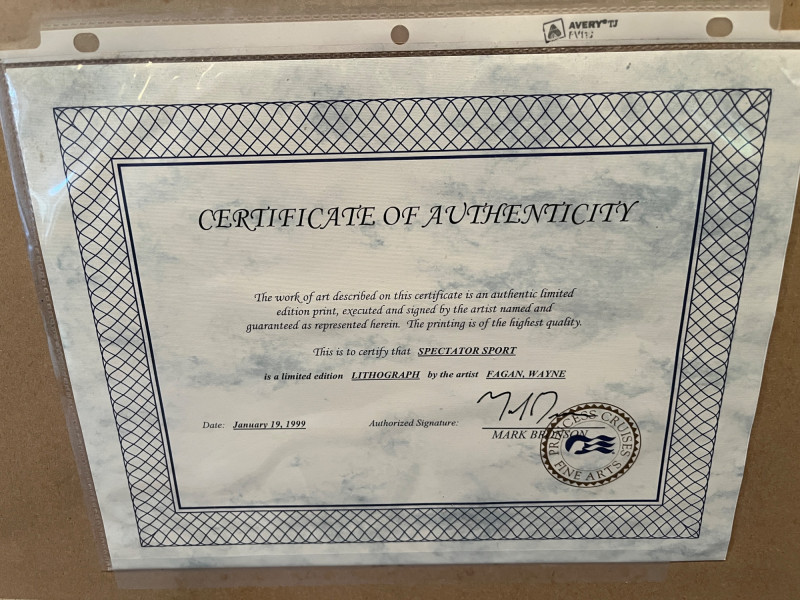 AVERY®
CERTIFICATE OF AUTHENTICITY
The work of art described on this certificate is an authentic limited
edition print, executed and signed by the artist named and
guaranteed as represented herein. The printing is of the highest quality.
This is to certify that SPECTATOR SPORT
is a limited edition LITHOGRAPH by the artist FAGAN, WAYNE
Date: January 19, 1999 Authorized Signature:
MARK
PRINCESS CRUISES
FINE ARTS